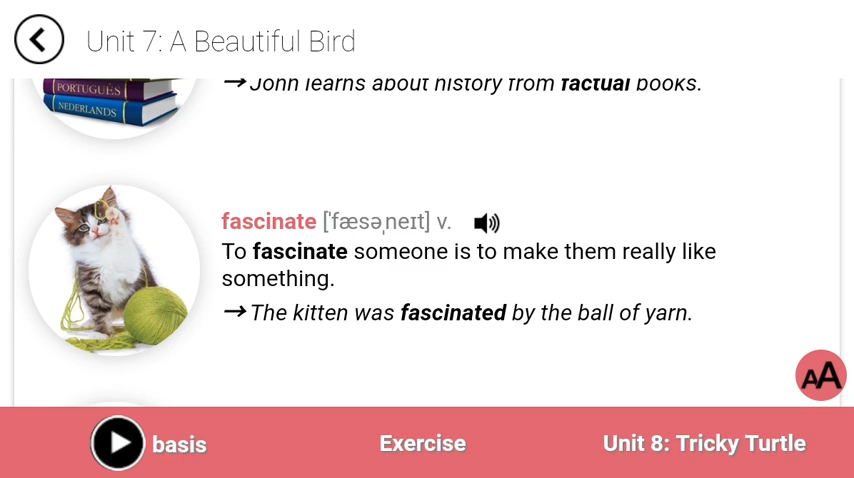 Unit 7: A Beautiful Bird
PORTUGUÊS
→ John learns about history from factual books.
NEDERLANDS
fascinate [ˈfæsəˌneɪt] v.
To fascinate someone is to make them really like
something.
→ The kitten was fascinated by the ball of yarn.
AA
basis
Exercise
Unit 8: Tricky Turtle